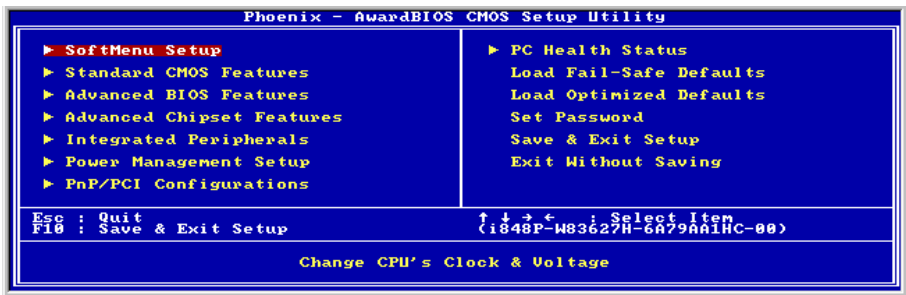 Phoenix - AwardBIOS CMOS Setup Utility
▶ SoftMenu Setup
▶ Standard CMOS Features
▶ Advanced BIOS Features
▶ Advanced Chipset Features
▶ Integrated Peripherals
▶ Power Management Setup
▶ PnP/PCI Configurations
▶ PC Health Status
Load Fail-Safe Defaults
Load Optimized Defaults
Set Password
Save & Exit Setup
Exit Without Saving
Esc : Quit
F10 : Save & Exit Setup
↑ ↓ → ← : Select Item
(i848P-W83627H-6A79AA1HC-00)
Change CPU's Clock & Voltage